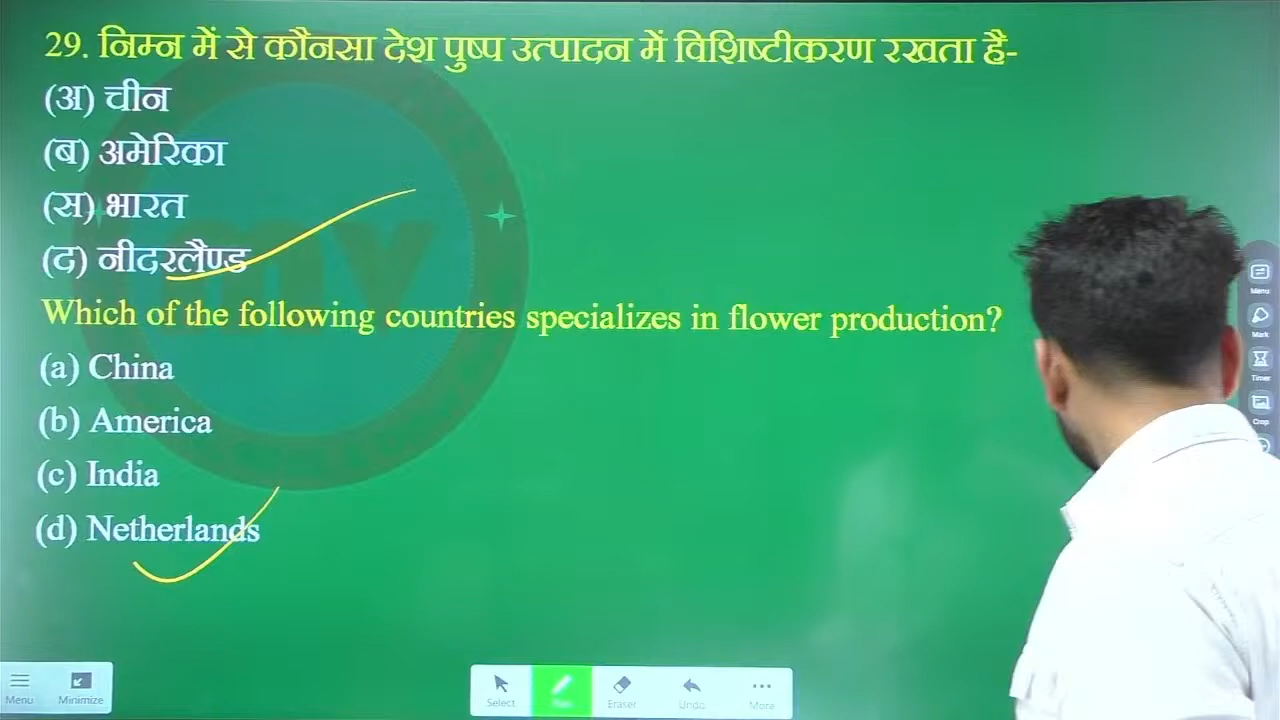 29. निम्न में से कौनसा देश पुष्प उत्पादन में विशिष्टीकरण रखता है-
(अ) चीन
(ब) अमेरिका
(स) भारत
(द) नीदरलैण्ड
Which of the following countries specializes in flower production?
(a) China
(b) America
(c) India
(d) Netherlands
my
Menu
Mark
Timer
Crop
Menu
Minimize
Select
Eraser
Undo
More